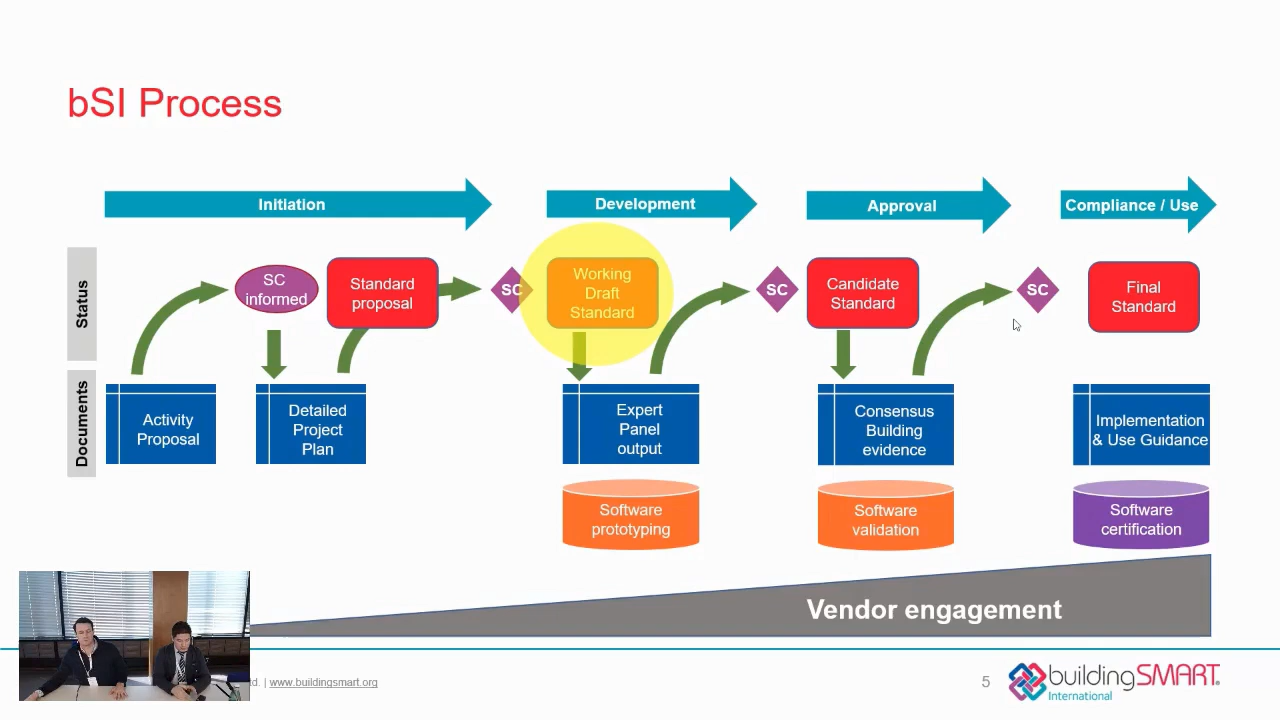 bSI Process
Initiation
Development
Approval
Compliance / Use
Status
SC
informed
Standard
proposal
SC
Working
Draft
Standard
SC
Candidate
Standard
SC
Final
Standard
Documents
Activity
Proposal
Detailed
Project
Plan
Expert
Panel
output
Consensus
Building
evidence
Implementation
& Use Guidance
Software
prototyping
Software
validation
Software
certification
Vendor engagement
td. | www.buildingsmart.org
5
buildingSMART®
International